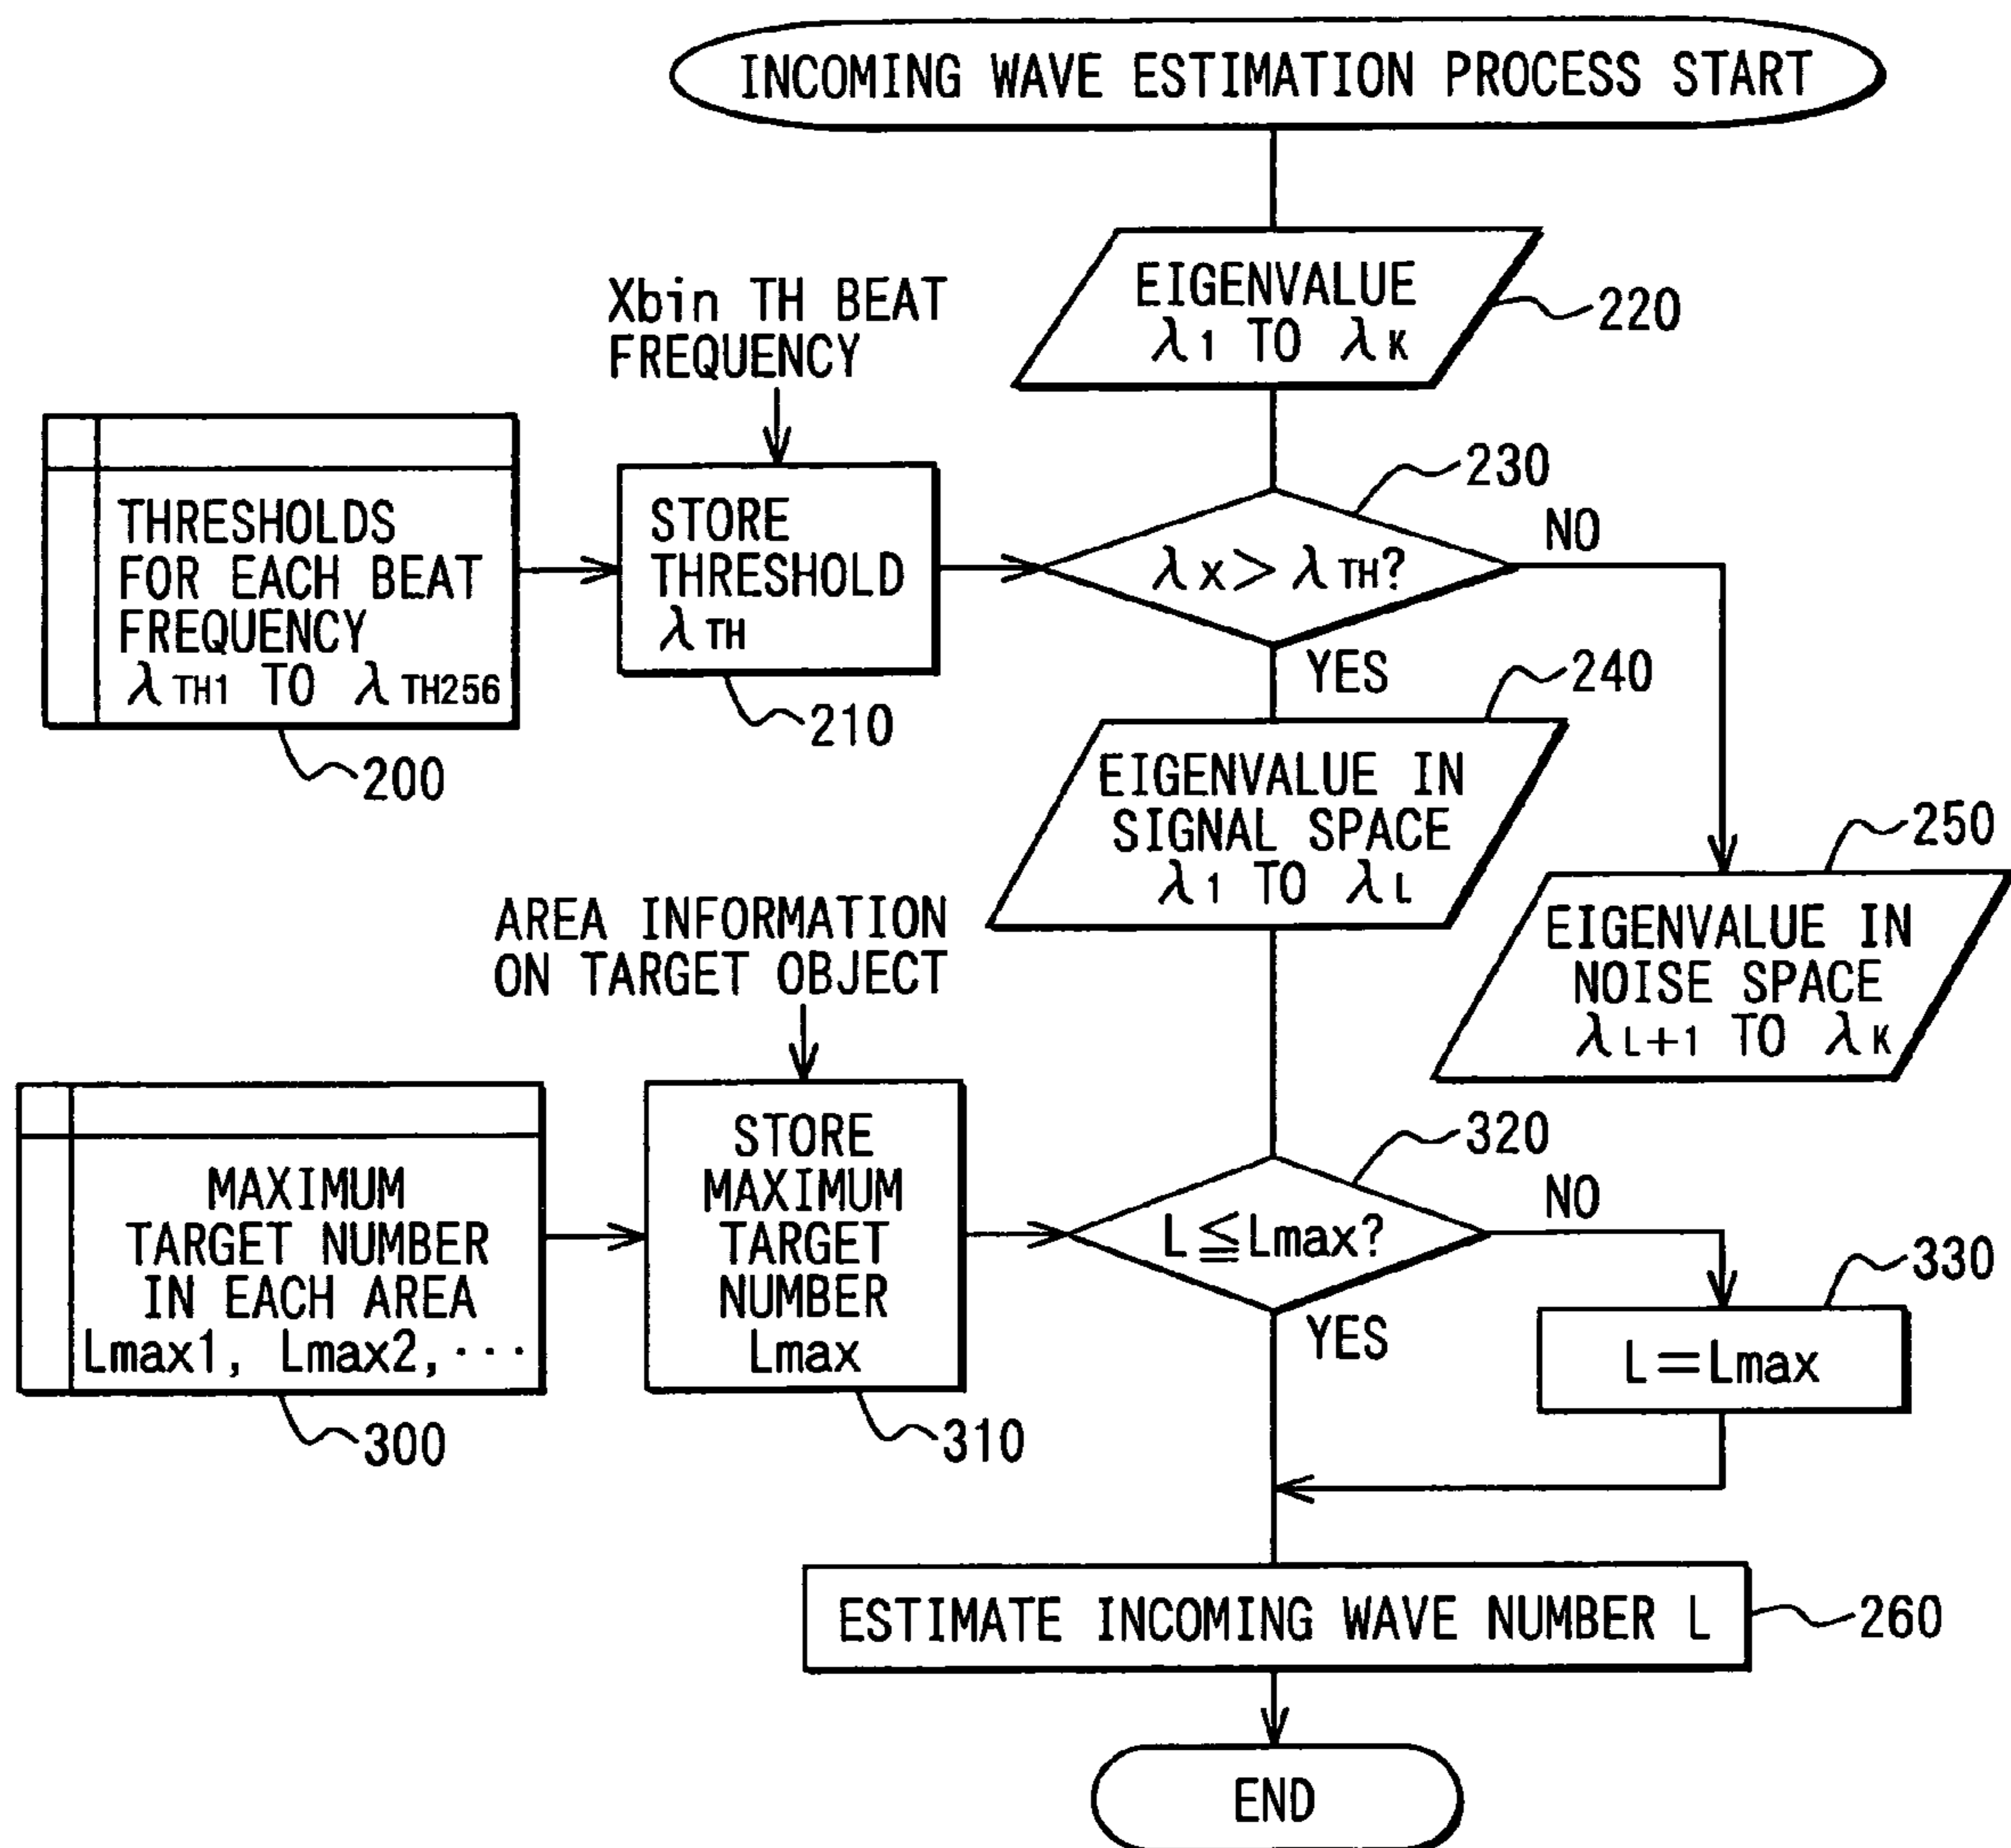 INCOMING WAVE ESTIMATION PROCESS START
EIGENVALUE
λ1 TO λK
220
Xbin TH BEAT
FREQUENCY
THRESHOLDS
FOR EACH BEAT
FREQUENCY
λTH1 TO λTH256
200
STORE
THRESHOLD
λTH
210
230
λX> λTH?
NO
YES
240
EIGENVALUE IN
SIGNAL SPACE
λ1 TO λL
250
EIGENVALUE IN
NOISE SPACE
λL+1 TO λK
AREA INFORMATION
ON TARGET OBJECT
MAXIMUM
TARGET NUMBER
IN EACH AREA
Lmax1, Lmax2,···
300
STORE
MAXIMUM
TARGET
NUMBER
Lmax
310
320
L≦Lmax?
NO
YES
330
L=Lmax
ESTIMATE INCOMING WAVE NUMBER L
260
END